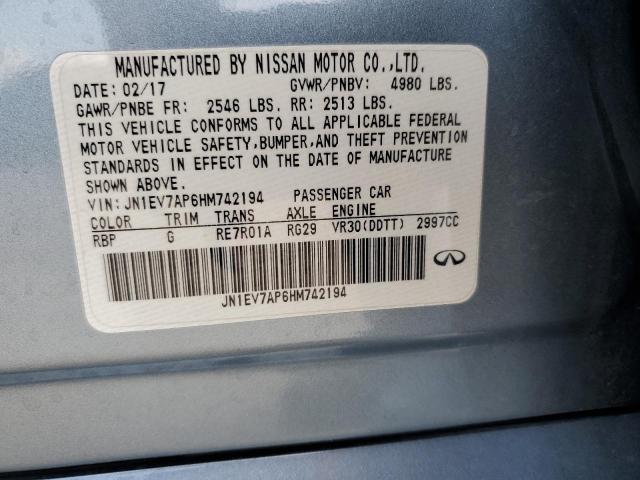 MANUFACTURED BY NISSAN MOTOR CO.,LTD.
DATE: 02/17 GVWR/PNBV: 4980 LBS.
GAWR/PNBE FR: 2546 LBS. RR: 2513 LBS.
THIS VEHICLE CONFORMS TO ALL APPLICABLE FEDERAL
MOTOR VEHICLE SAFETY,BUMPER,AND THEFT PREVENTION
STANDARDS IN EFFECT ON THE DATE OF MANUFACTURE
SHOWN ABOVE.
VIN: JN1EV7AP6HM742194 PASSENGER CAR
COLOR TRIM TRANS AXLE ENGINE
RBP G RE7R01A RG29 VR30(DDTT) 2997CC
JN1EV7AP6HM742194